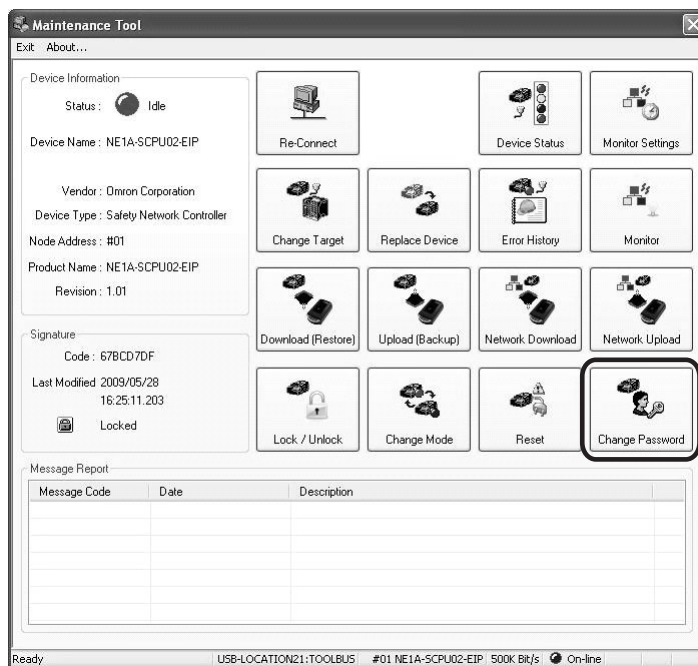 Maintenance Tool
Exit About...
Device Information
Status : Idle
Device Name : NE1A-SCPU02-EIP
Vendor : Omron Corporation
Device Type : Safety Network Controller
Node Address : #01
Product Name : NE1A-SCPU02-EIP
Revision : 1.01
Signature
Code : 67BCD7DF
Last Modified 2009/05/28
16:25:11.203
Locked
Re-Connect
Device Status
Monitor Settings
Change Target
Replace Device
Error History
Monitor
Download (Restore)
Upload (Backup)
Network Download
Network Upload
Lock / Unlock
Change Mode
Reset
Change Password
Message Report
Message Code Date Description
Ready USB-LOCATION21:TOOLBUS #01 NE1A-SCPU02-EIP 500K Bit/s On-line